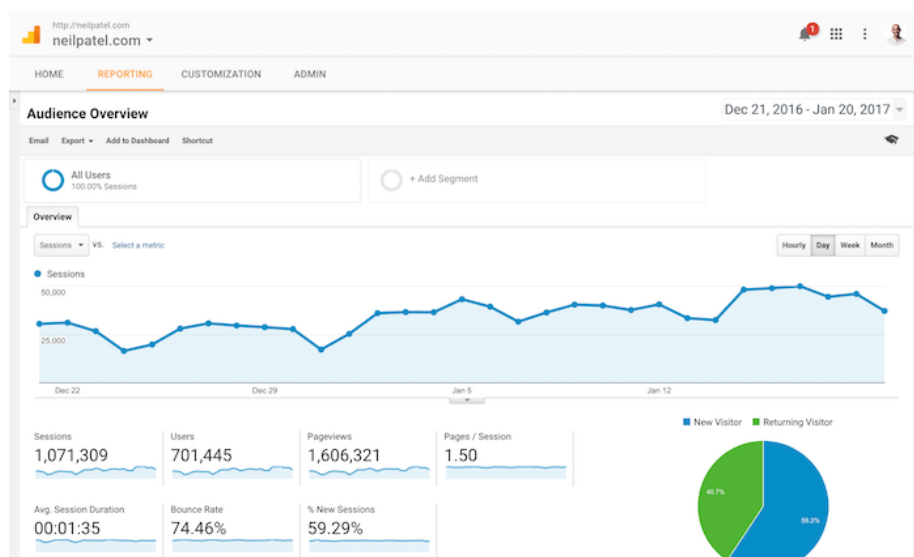 http://neilpatel.com
neilpatel.com
1
HOME REPORTING CUSTOMIZATION ADMIN
Audience Overview
Dec 21, 2016 - Jan 20, 2017
Email Export Add to Dashboard Shortcut
All Users
100.00% Sessions
+ Add Segment
Overview
Sessions VS. Select a metric
Hourly Day Week Month
Sessions
50,000
25,000
Dec 22 Dec 29 Jan 5 Jan 12
New Visitor Returning Visitor
Sessions Users Pageviews Pages / Session
1,071,309 701,445 1,606,321 1.50
40.7%
59.3%
Avg. Session Duration Bounce Rate % New Sessions
00:01:35 74.46% 59.29%